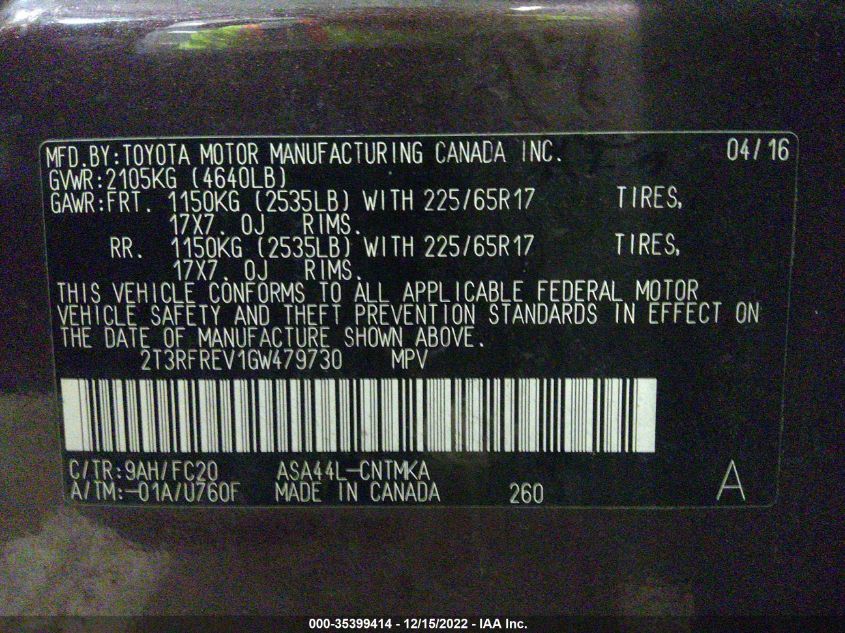 MFD.BY:TOYOTA MOTOR MANUFACTURING CANADA INC. 04/16
GVWR:2105KG (4640LB)
GAWR:FRT. 1150KG (2535LB) WITH 225/65R17 TIRES,
17X7. 0J RIMS.
RR. 1150KG (2535LB) WITH 225/65R17 TIRES,
17X7. 0J RIMS.
THIS VEHICLE CONFORMS TO ALL APPLICABLE FEDERAL MOTOR
VEHICLE SAFETY AND THEFT PREVENTION STANDARDS IN EFFECT ON
THE DATE OF MANUFACTURE SHOWN ABOVE.
2T3RFREV1GW479730 MPV
C/TR:9AH/FC20 ASA44L-CNTMKA
A/TM:-01A/U760F MADE IN CANADA 260 A
000-35399414 - 12/15/2022 - IAA Inc.